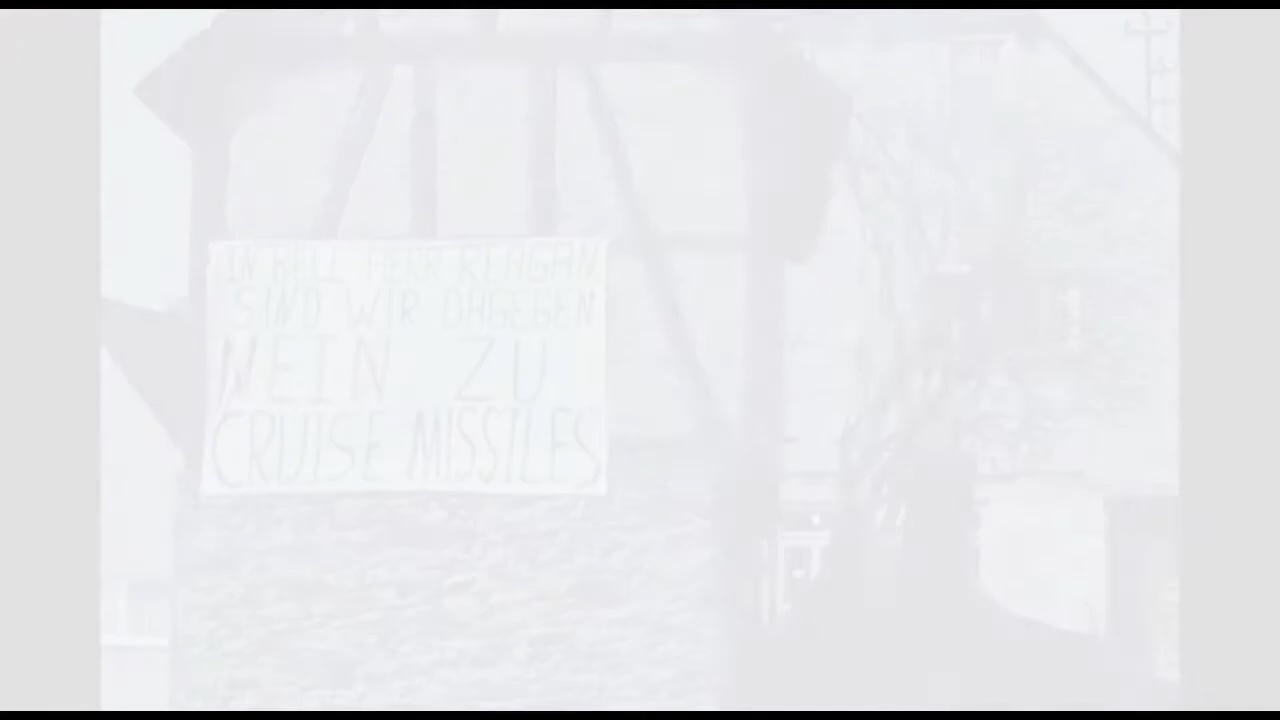 IN BELL HERR REAGAN
SIND WIR DAGEGEN
NEIN ZU
CRUISE MISSILES